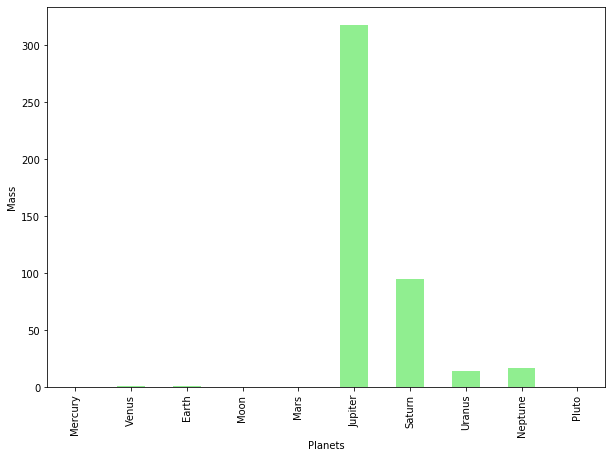 Mass
300
250
200
150
100
50
0
Mercury
Venus
Earth
Moon
Mars
Jupiter
Saturn
Uranus
Neptune
Pluto
Planets